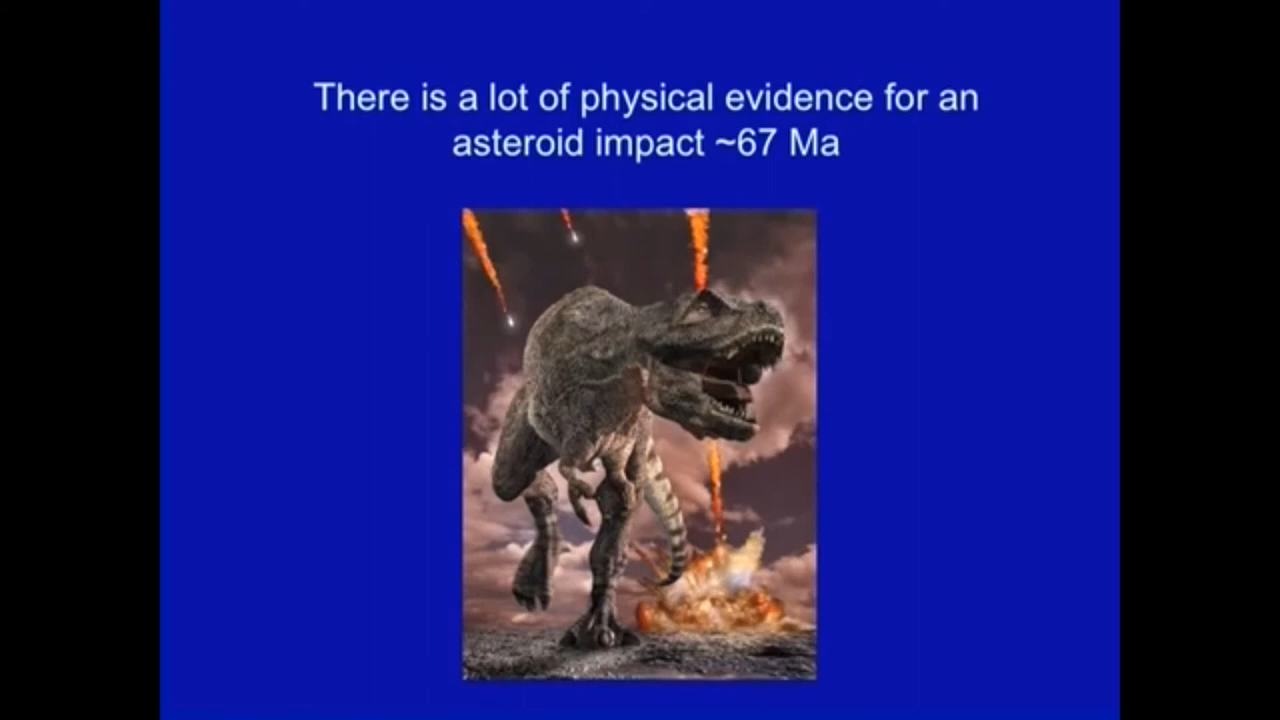 There is a lot of physical evidence for an
asteroid impact ~67 Ma